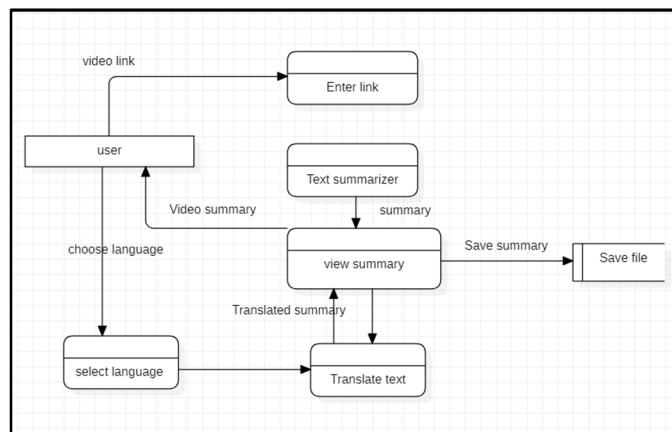 video link
Enter link
user
Text summarizer
Video summary
summary
choose language
Save summary
view summary
Save file
Translated summary
select language
Translate text